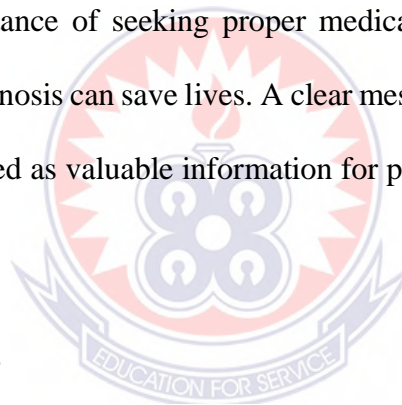 ance of seeking proper medica
nosis can save lives. A clear mes
ed as valuable information for p
EDUCATION FOR SERVICE